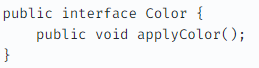 public interface Color {
    public void applyColor();
}